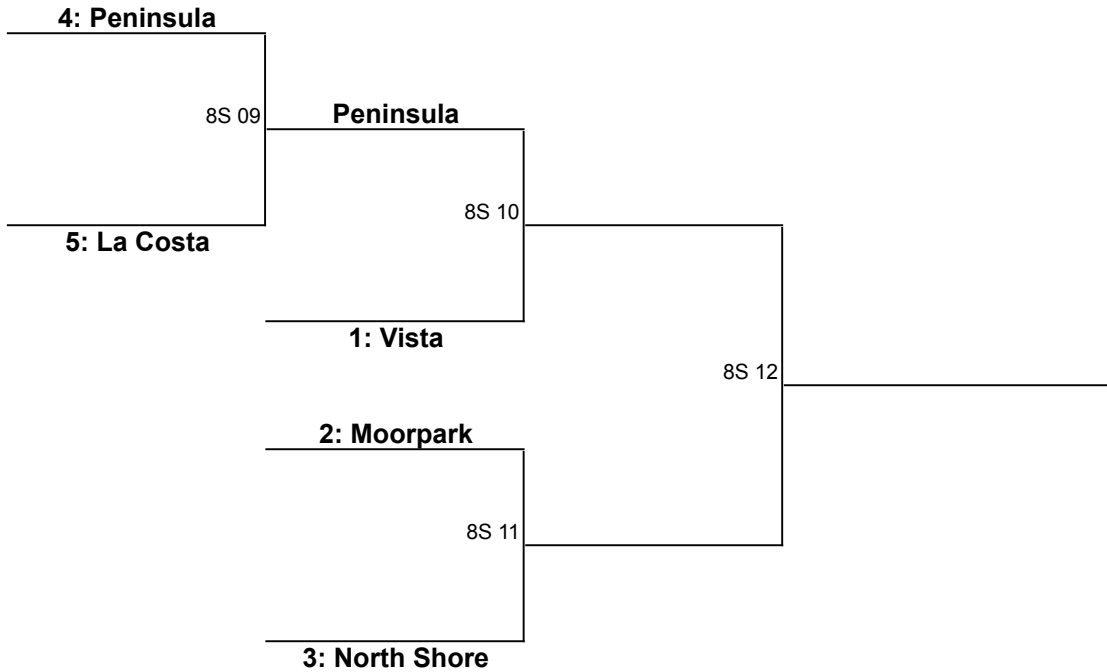 4: Peninsula
8S 09
Peninsula
8S 10
5: La Costa
1: Vista
8S 12
2: Moorpark
8S 11
3: North Shore